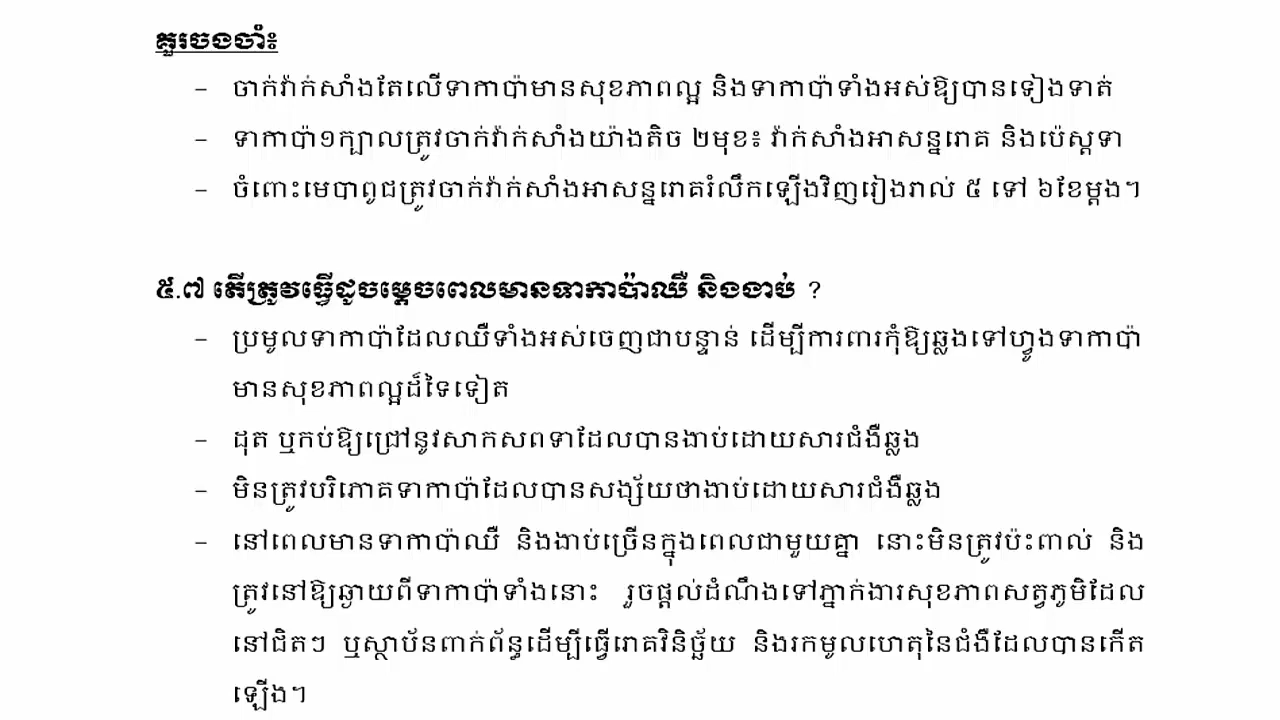 គួរចងចាំ៖
- ចាក់វ៉ាក់សាំងតែលើទាកាប៉ាមានសុខភាពល្អ និងទាកាប៉ាទាំងអស់ឱ្យបានទៀងទាត់
- ទាកាប៉ា១ក្បាលត្រូវចាក់វ៉ាក់សាំងយ៉ាងតិច ២មុខ៖ វ៉ាក់សាំងអាសន្នរោគ និងប៉េស្តទា
- ចំពោះមេបាពូជត្រូវចាក់វ៉ាក់សាំងអាសន្នរោគរំលឹកឡើងវិញរៀងរាល់ ៥ ទៅ ៦ខែម្តង។
៥.៧ តើត្រូវធ្វើដូចម្តេចពេលមានទាកាប៉ាឈឺ និងងាប់ ?
- ប្រមូលទាកាប៉ាដែលឈឺទាំងអស់ចេញជាបន្ទាន់ ដើម្បីការពារកុំឱ្យឆ្លងទៅហ្វូងទាកាប៉ា
មានសុខភាពល្អដ៏ទៃទៀត
- ដុត ឬកប់ឱ្យជ្រៅនូវសាកសពទាដែលបានងាប់ដោយសារជំងឺឆ្លង
- មិនត្រូវបរិភោគទាកាប៉ាដែលបានសង្ស័យថាងាប់ដោយសារជំងឺឆ្លង
- នៅពេលមានទាកាប៉ាឈឺ និងងាប់ច្រើនក្នុងពេលជាមួយគ្នា នោះមិនត្រូវប៉ះពាល់ និង
ត្រូវនៅឱ្យឆ្ងាយពីទាកាប៉ាទាំងនោះ រួចផ្តល់ដំណឹងទៅភ្នាក់ងារសុខភាពសត្វភូមិដែល
នៅជិតៗ ឬស្ថាប័នពាក់ព័ន្ធដើម្បីធ្វើរោគវិនិច្ឆ័យ និងរកមូលហេតុនៃជំងឺដែលបានកើត
ឡើង។